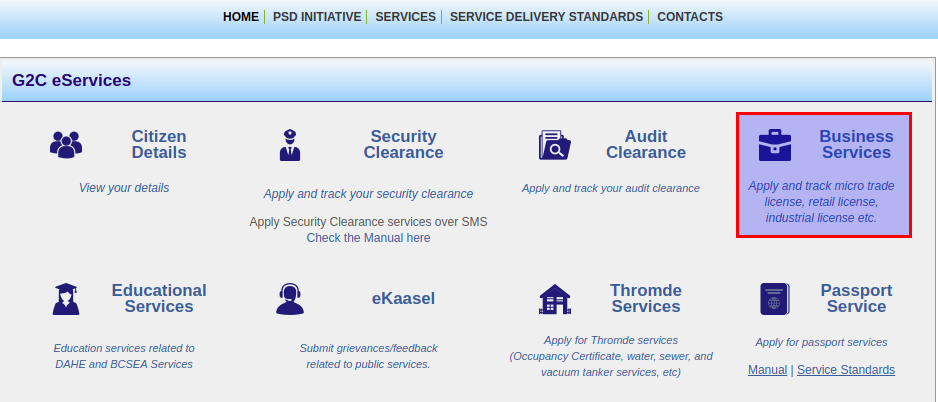 HOME | PSD INITIATIVE | SERVICES | SERVICE DELIVERY STANDARDS | CONTACTS
G2C eServices
Citizen
Details
View your details
Security
Clearance
Apply and track your security clearance
Apply Security Clearance services over SMS
Check the Manual here
Audit
Clearance
Apply and track your audit clearance
Business
Services
Apply and track micro trade
license, retail license,
industrial license etc.
Educational
Services
Education services related to
DAHE and BCSEA Services
eKaasel
Submit grievances/feedback
related to public services.
Thromde
Services
Apply for Thromde services
(Occupancy Certificate, water, sewer, and
vacuum tanker services, etc)
Passport
Service
Apply for passport services
Manual | Service Standards